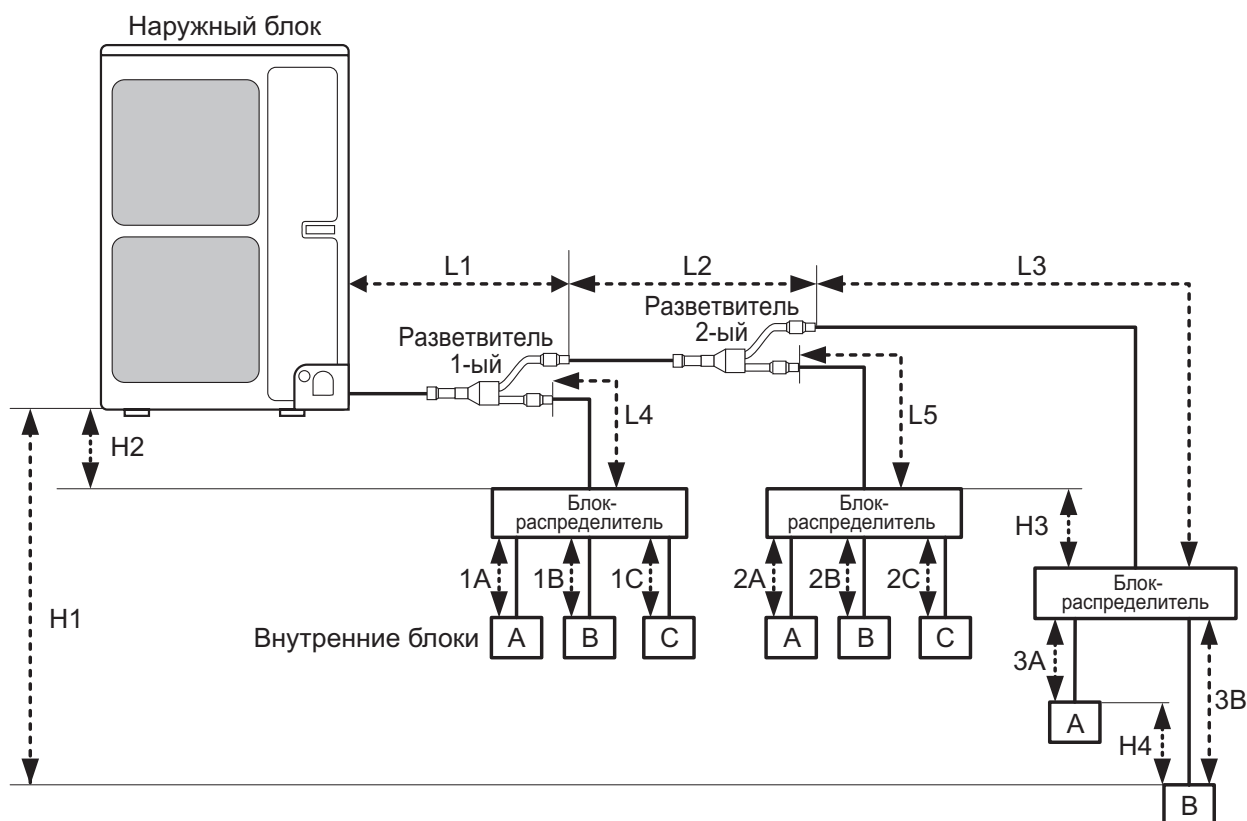 Наружный блок
L1
L2
L3
Разветвитель
1-ый
Разветвитель
2-ый
L4
L5
H2
H1
H3
Блок-
распределитель
Блок-
распределитель
Блок-
распределитель
1A
1B
1C
2A
2B
2C
Внутренние блоки
A
B
C
A
B
C
3A
3B
A
H4
B